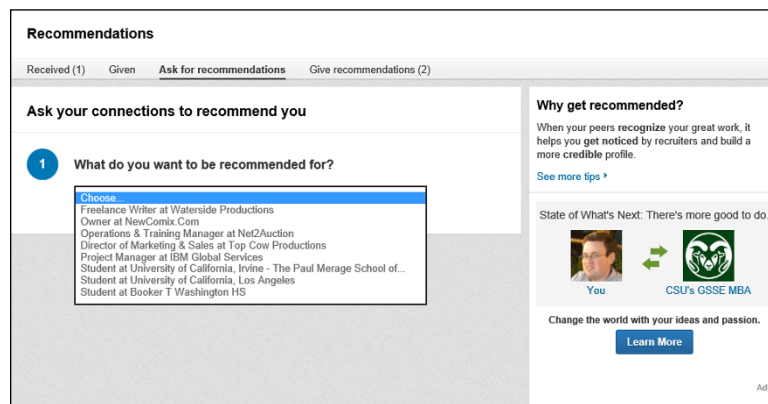 Recommendations
Received (1) Given Ask for recommendations Give recommendations (2)
Ask your connections to recommend you
1 What do you want to be recommended for?
Choose...
Freelance Writer at Waterside Productions
Owner at NewComix.Com
Operations & Training Manager at Net2Auction
Director of Marketing & Sales at Top Cow Productions
Project Manager at IBM Global Services
Student at University of California, Irvine - The Paul Merage School of...
Student at University of California, Los Angeles
Student at Booker T Washington HS
Why get recommended?
When your peers recognize your great work, it
helps you get noticed by recruiters and build a
more credible profile.
See more tips
State of What's Next: There's more good to do.
You CSU's GSSE MBA
Change the world with your ideas and passion.
Learn More
Ad